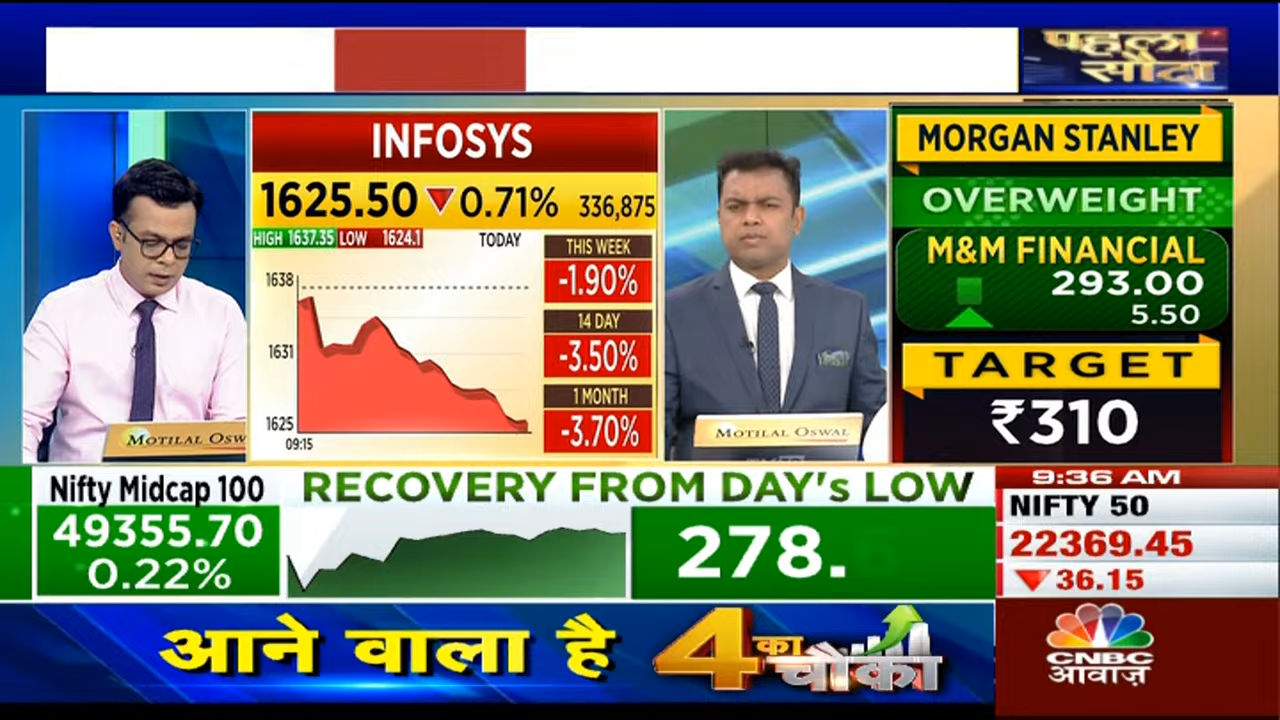 पहला
सौदा
INFOSYS
1625.50 ▼ 0.71% 336,875
HIGH 1637.35 LOW 1624.1 TODAY
1638
1631
1625
09:15
THIS WEEK
-1.90%
14 DAY
-3.50%
1 MONTH
-3.70%
MOTILAL OSW
MOTILAL OSWAL
MORGAN STANLEY
OVERWEIGHT
M&M FINANCIAL
293.00
5.50
TARGET
₹310
Nifty Midcap 100
49355.70
0.22%
RECOVERY FROM DAY's LOW
278.
9:36 AM
NIFTY 50
22369.45
▼ 36.15
आने वाला है
4 का चौका
CNBC
आवाज़